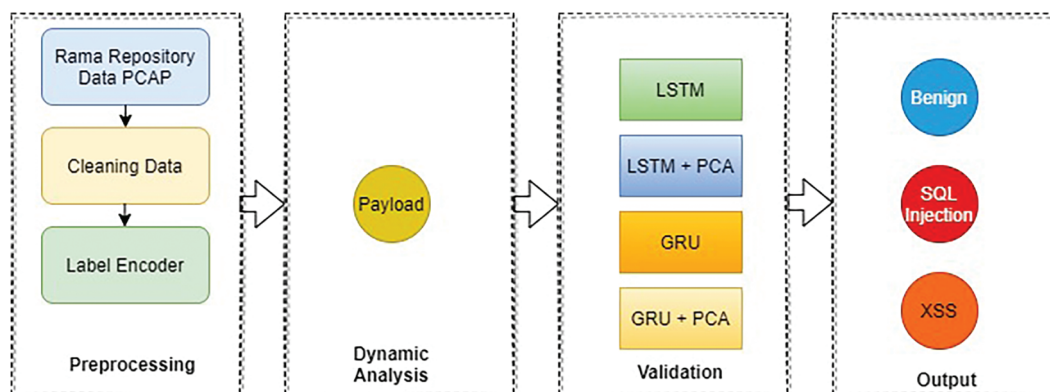 Rama Repository
Data PCAP
Cleaning Data
Label Encoder
Preprocessing
Payload
Dynamic
Analysis
LSTM
LSTM + PCA
GRU
GRU + PCA
Validation
Benign
SQL
Injection
XSS
Output